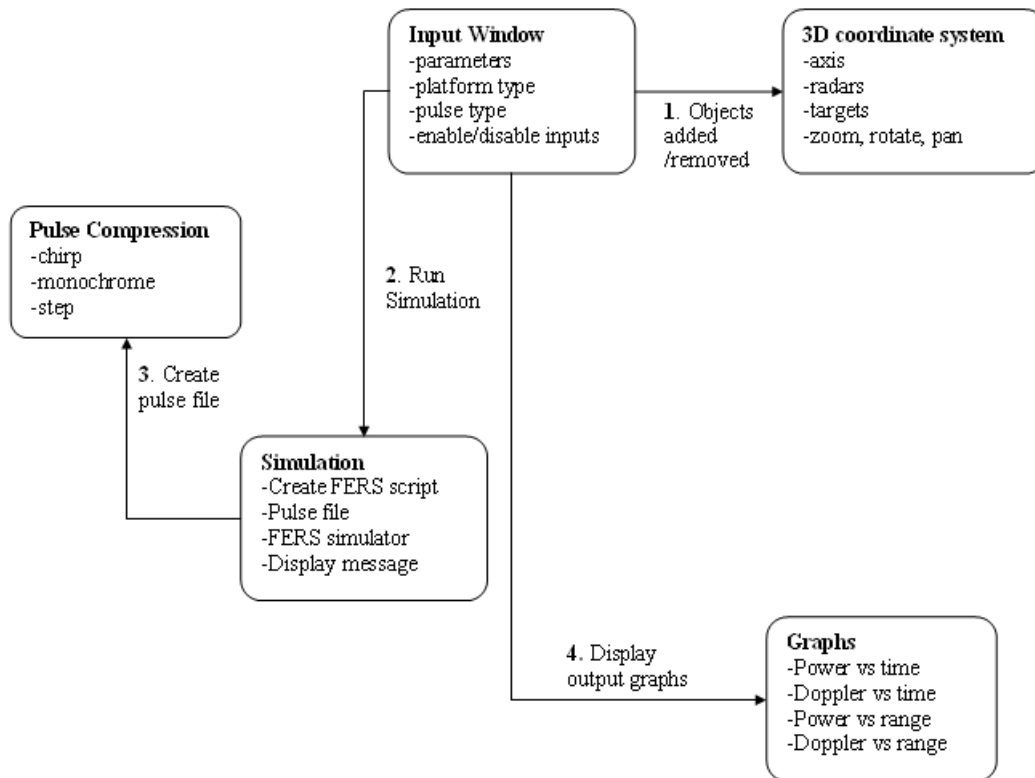 Input Window
-parameters
-platform type
-pulse type
-enable/disable inputs
3D coordinate system
-axis
-radars
-targets
-zoom, rotate, pan
1. Objects
added
/removed
Pulse Compression
-chirp
-monochrome
-step
2. Run
Simulation
3. Create
pulse file
Simulation
-Create FERS script
-Pulse file
-FERS simulator
-Display message
4. Display
output graphs
Graphs
-Power vs time
-Doppler vs time
-Power vs range
-Doppler vs range